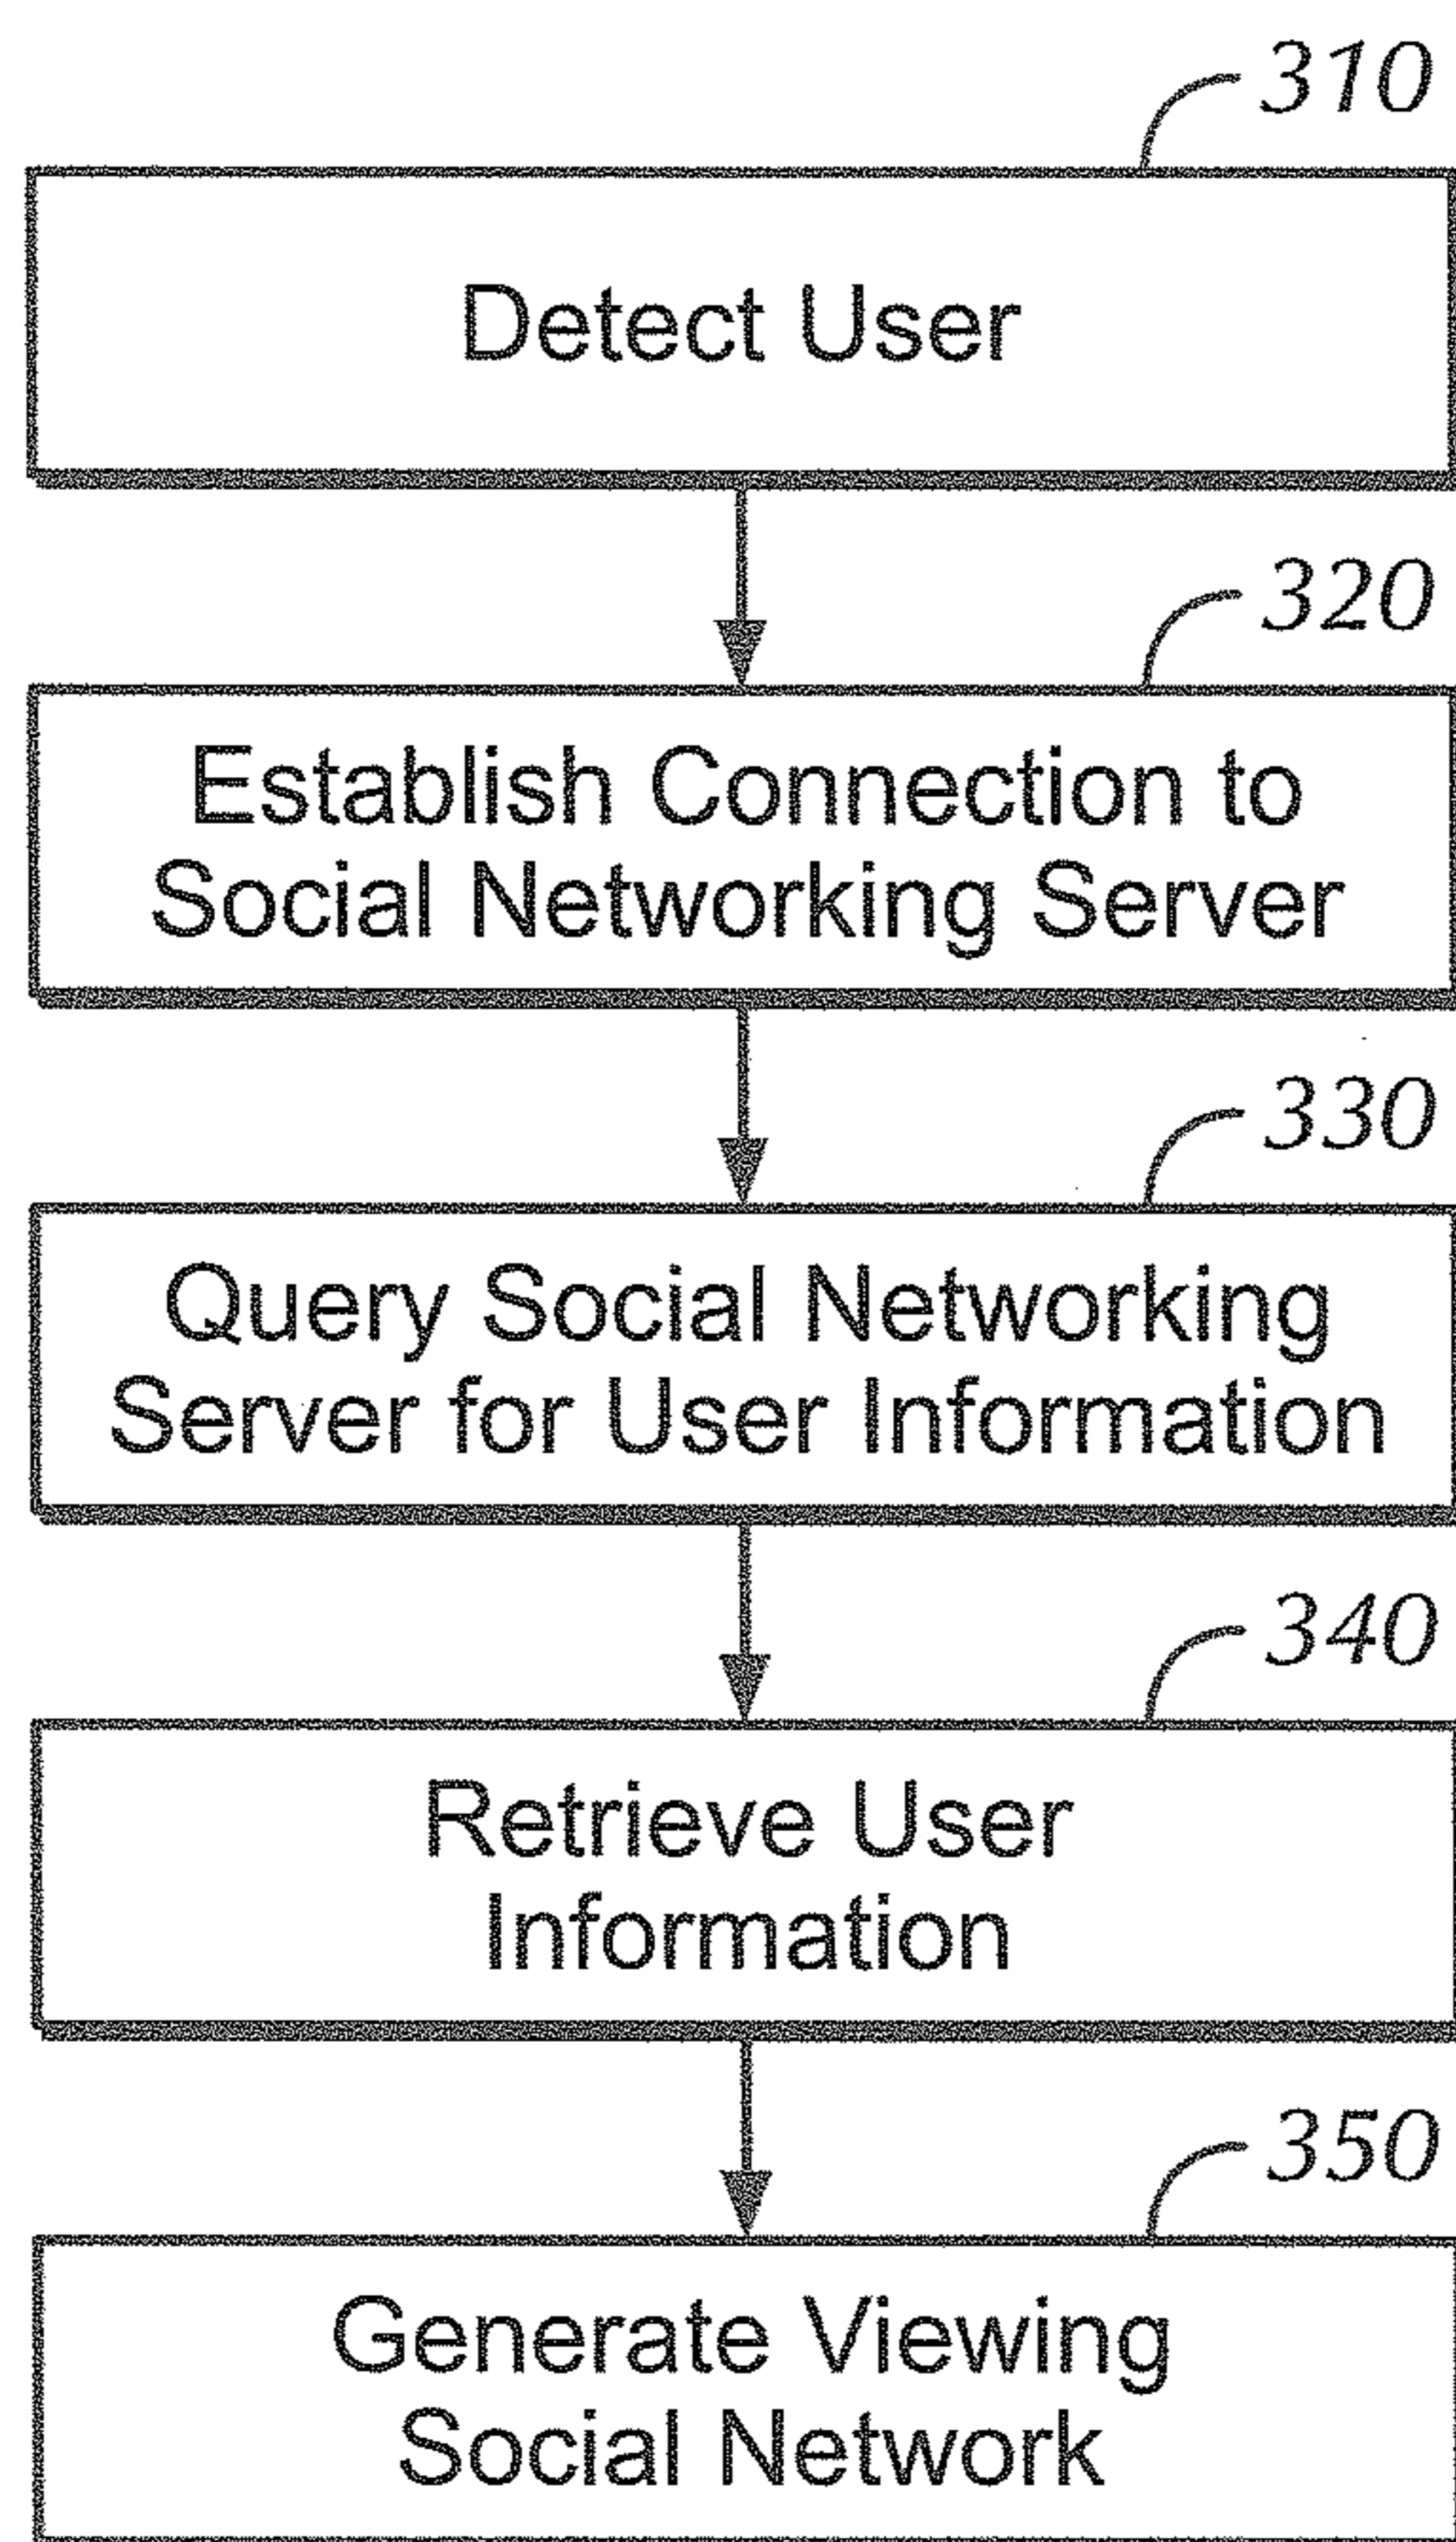 310
Detect User
320
Establish Connection to
Social Networking Server
330
Query Social Networking
Server for User Information
340
Retrieve User
Information
350
Generate Viewing
Social Network